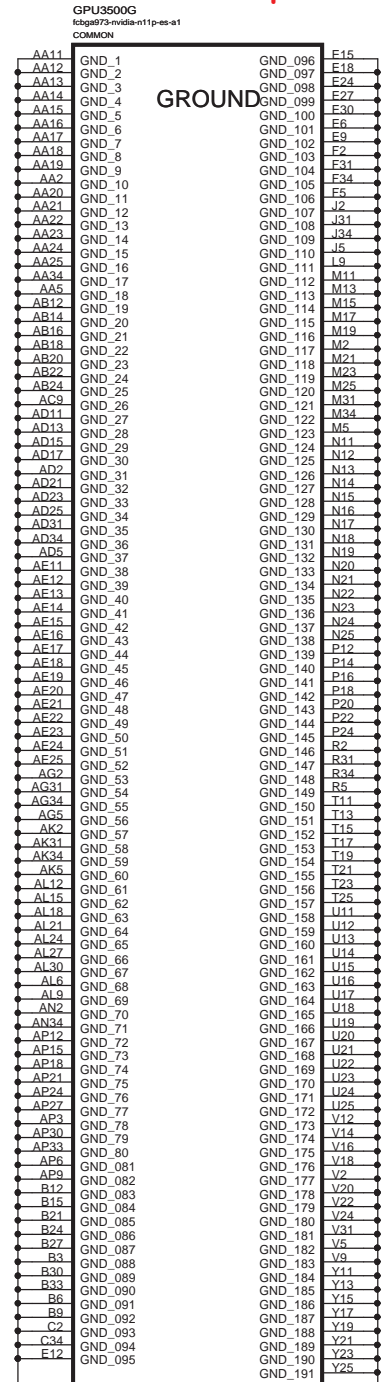 GPU3500G
fcbga973-nvidia-n11p-es-a1
COMMON
GROUND
AA11 GND_1
AA12 GND_2
AA13 GND_3
AA14 GND_4
AA15 GND_5
AA16 GND_6
AA17 GND_7
AA18 GND_8
AA19 GND_9
AA2 GND_10
AA20 GND_11
AA21 GND_12
AA22 GND_13
AA23 GND_14
AA24 GND_15
AA25 GND_16
AA34 GND_17
AA5 GND_18
AB12 GND_19
AB14 GND_20
AB16 GND_21
AB18 GND_22
AB20 GND_23
AB22 GND_24
AB24 GND_25
AC9 GND_26
AD11 GND_27
AD13 GND_28
AD15 GND_29
AD17 GND_30
AD2 GND_31
AD21 GND_32
AD23 GND_33
AD25 GND_34
AD31 GND_35
AD34 GND_36
AD5 GND_37
AE11 GND_38
AE12 GND_39
AE13 GND_40
AE14 GND_41
AE15 GND_42
AE16 GND_43
AE17 GND_44
AE18 GND_45
AE19 GND_46
AE20 GND_47
AE21 GND_48
AE22 GND_49
AE23 GND_50
AE24 GND_51
AE25 GND_52
AG2 GND_53
AG31 GND_54
AG34 GND_55
AG5 GND_56
AK2 GND_57
AK31 GND_58
AK34 GND_59
AK5 GND_60
AL12 GND_61
AL15 GND_62
AL18 GND_63
AL21 GND_64
AL24 GND_65
AL27 GND_66
AL30 GND_67
AL6 GND_68
AL9 GND_69
AN2 GND_70
AN34 GND_71
AP12 GND_72
AP15 GND_73
AP18 GND_74
AP21 GND_75
AP24 GND_76
AP27 GND_77
AP3 GND_78
AP30 GND_79
AP33 GND_80
AP6 GND_081
AP9 GND_082
B12 GND_083
B15 GND_084
B21 GND_085
B24 GND_086
B27 GND_087
B3 GND_088
B30 GND_089
B33 GND_090
B6 GND_091
B9 GND_092
C2 GND_093
C34 GND_094
E12 GND_095
GND_096 E15
GND_097 E18
GND_098 E24
GND_099 E27
GND_100 E30
GND_101 E6
GND_102 E9
GND_103 F2
GND_104 F31
GND_105 F34
GND_106 F5
GND_107 J2
GND_108 J31
GND_109 J34
GND_110 J5
GND_111 L9
GND_112 M11
GND_113 M13
GND_114 M15
GND_115 M17
GND_116 M19
GND_117 M2
GND_118 M21
GND_119 M23
GND_120 M25
GND_121 M31
GND_122 M34
GND_123 M5
GND_124 N11
GND_125 N12
GND_126 N13
GND_127 N14
GND_128 N15
GND_129 N16
GND_130 N17
GND_131 N18
GND_132 N19
GND_133 N20
GND_134 N21
GND_135 N22
GND_136 N23
GND_137 N24
GND_138 N25
GND_139 P12
GND_140 P14
GND_141 P16
GND_142 P18
GND_143 P20
GND_144 P22
GND_145 P24
GND_146 R2
GND_147 R31
GND_148 R34
GND_149 R5
GND_150 T11
GND_151 T13
GND_152 T15
GND_153 T17
GND_154 T19
GND_155 T21
GND_156 T23
GND_157 T25
GND_158 U11
GND_159 U12
GND_160 U13
GND_161 U14
GND_162 U15
GND_163 U16
GND_164 U17
GND_165 U18
GND_166 U19
GND_167 U20
GND_168 U21
GND_169 U22
GND_170 U23
GND_171 U24
GND_172 U25
GND_173 V12
GND_174 V14
GND_175 V16
GND_176 V18
GND_177 V2
GND_178 V20
GND_179 V22
GND_180 V24
GND_181 V31
GND_182 V5
GND_183 V9
GND_184 Y11
GND_185 Y13
GND_186 Y15
GND_187 Y17
GND_188 Y19
GND_189 Y21
GND_190 Y23
GND_191 Y25